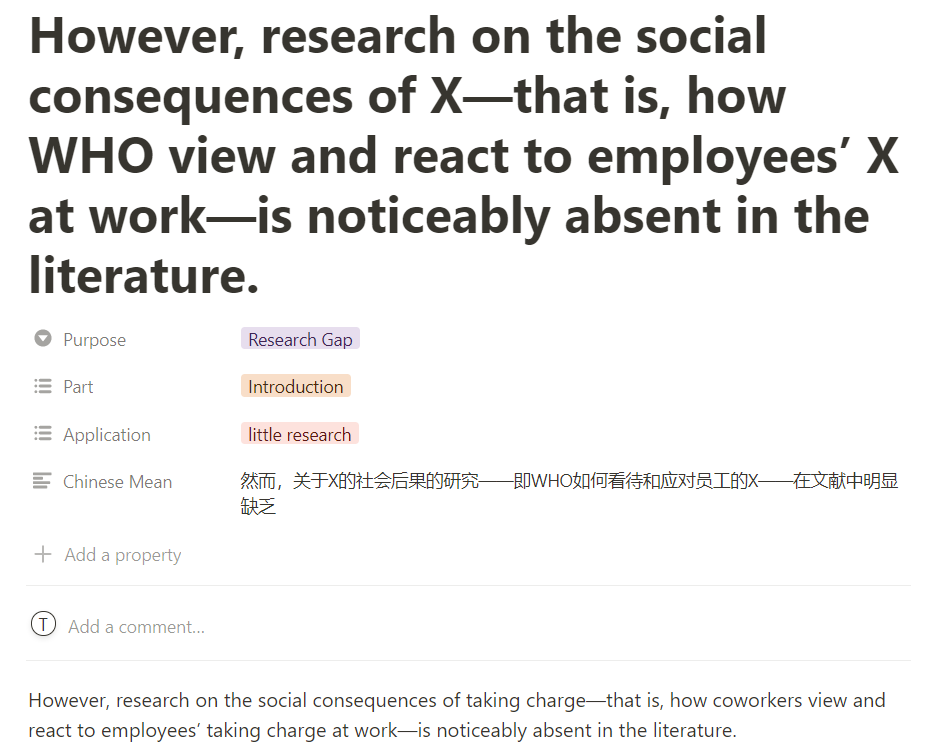 However, research on the social
consequences of X—that is, how
WHO view and react to employees’ X
at work—is noticeably absent in the
literature.
Purpose Research Gap
Part Introduction
Application little research
Chinese Mean 然而，关于X的社会后果的研究——即WHO如何看待和应对员工的X——在文献中明显
缺乏
Add a property
T Add a comment...
However, research on the social consequences of taking charge—that is, how coworkers view and
react to employees’ taking charge at work—is noticeably absent in the literature.